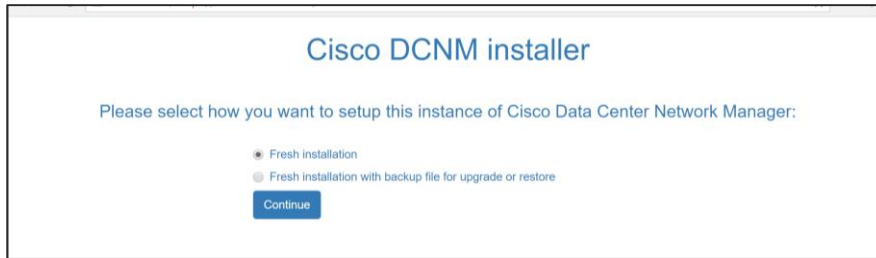 Cisco DCNM installer
Please select how you want to setup this instance of Cisco Data Center Network Manager:
Fresh installation
Fresh installation with backup file for upgrade or restore
Continue